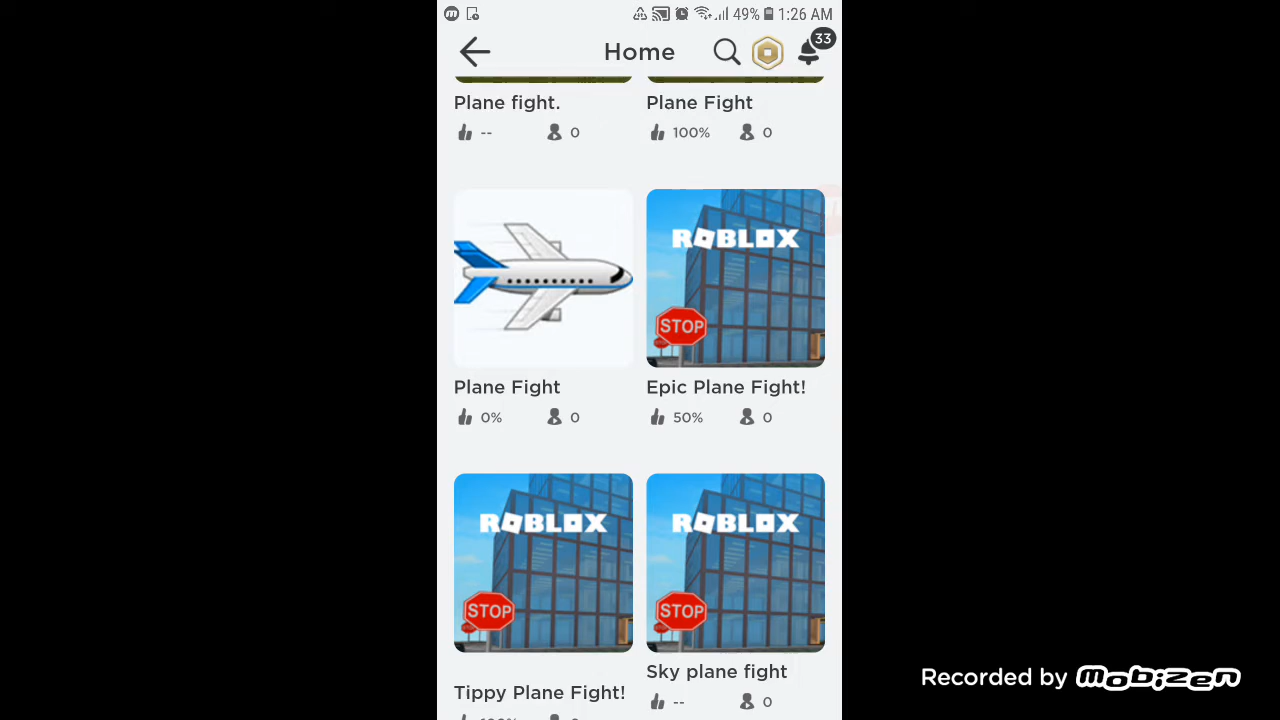 49% 1:26 AM
Home
33
Plane fight.
Plane Fight
--
0
100%
0
ROBLOX
STOP
Plane Fight
Epic Plane Fight!
0%
0
50%
0
ROBLOX
ROBLOX
STOP
STOP
Sky plane fight
Tippy Plane Fight!
--
0
Recorded by mobizen